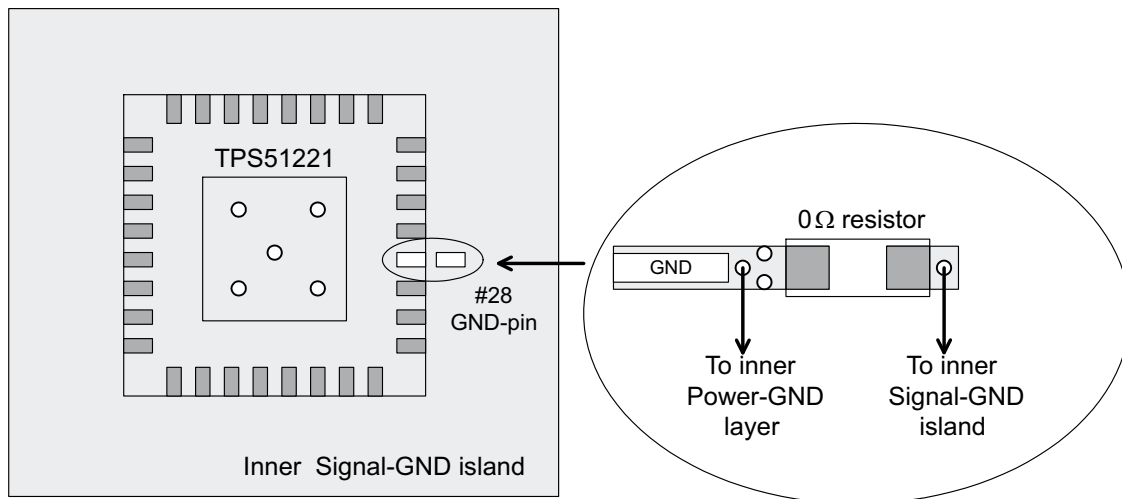 TPS51221
#28
GND-pin
Inner Signal-GND island
0Ω resistor
GND
To inner
Power-GND
layer
To inner
Signal-GND
island